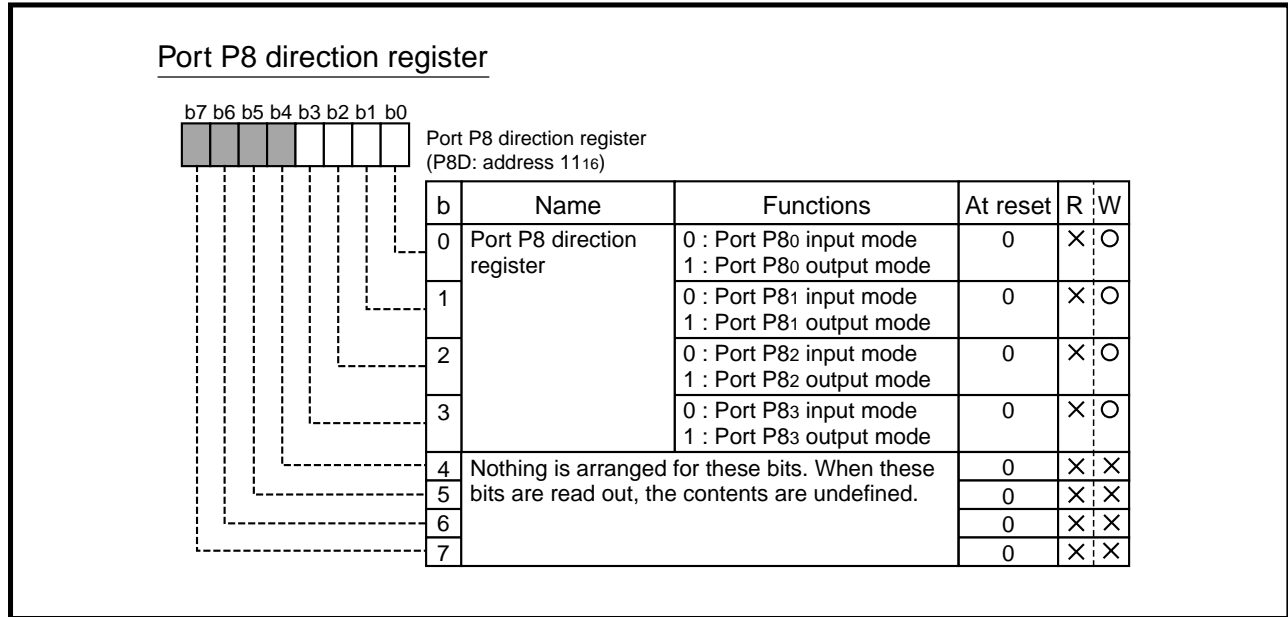 Port P8 direction register
b7 b6 b5 b4 b3 b2 b1 b0
Port P8 direction register
(P8D: address 11₁₆)
b Name Functions At reset R W
0 Port P8 direction register 0 : Port P8₀ input mode 0 × ○
1 : Port P8₀ output mode
1 0 : Port P8₁ input mode 0 × ○
1 : Port P8₁ output mode
2 0 : Port P8₂ input mode 0 × ○
1 : Port P8₂ output mode
3 0 : Port P8₃ input mode 0 × ○
1 : Port P8₃ output mode
4 Nothing is arranged for these bits. When these 0 × ×
5 bits are read out, the contents are undefined. 0 × ×
6 0 × ×
7 0 × ×